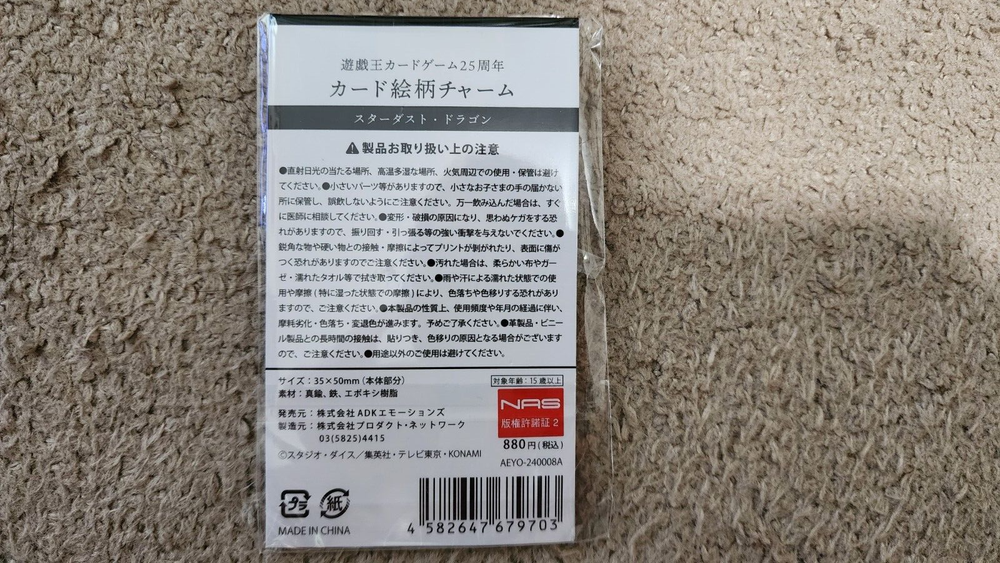 遊戯王カードゲーム25周年
カード絵柄チャーム
スターダスト・ドラゴン
⚠製品お取り扱い上の注意
●直射日光の当たる場所、高温多湿な場所、火気周辺での使用・保管は避け
てください。●小さいパーツ等がありますので、小さなお子さまの手の届かない
所に保管し、誤飲しないようにご注意ください。万一飲み込んだ場合は、すぐ
に医師に相談してください。●変形・破損の原因になり、思わぬケガをする恐
れがありますので、振り回す・引っ張る等の強い衝撃を与えないでください。●
鋭角な物や硬い物との接触・摩擦によってプリントが剥がれたり、表面に傷が
つく恐れがありますのでご注意ください。●汚れた場合は、柔らかい布やガー
ゼ・濡れたタオル等で拭き取ってください。●雨や汗による濡れた状態での使
用や摩擦(特に湿った状態での摩擦)により、色落ちや色移りする恐れがあり
ますので、ご注意ください。●本製品の性質上、使用頻度や年月の経過に伴い、
摩耗劣化・色落ち・変退色が進みます。予めご了承ください。●革製品・ビニー
ル製品との長時間の接触は、貼りつき、色移りの原因となる場合がございます
ので、ご注意ください。●用途以外のご使用は避けてください。
サイズ：35×50mm(本体部分)
素材：真鍮、鉄、エポキシ樹脂
対象年齢：15歳以上
発売元：株式会社ADKエモーションズ
製造元：株式会社プロダクト・ネットワーク
03(5825)4415
©スタジオ・ダイス/集英社・テレビ東京・KONAMI
NAS
版権許諾証2
880円(税込)
AEYO-240008A
プラ
紙
MADE IN CHINA
4 582647 679703